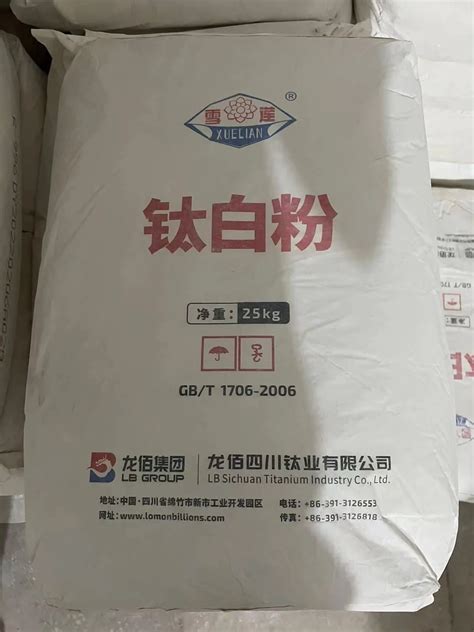 雪莲 ®
XUELIAN
钛白粉
净重：25kg
GB/T 1706-2006
龙佰集团
LB GROUP
龙佰四川钛业有限公司
LB Sichuan Titanium Industry Co., Ltd.
地址：中国·四川省绵竹市新市工业开发园区 电话：+86-391-3126553
网址：www.lomonbillions.com 传真：+86-391-3126818
GB/T 170